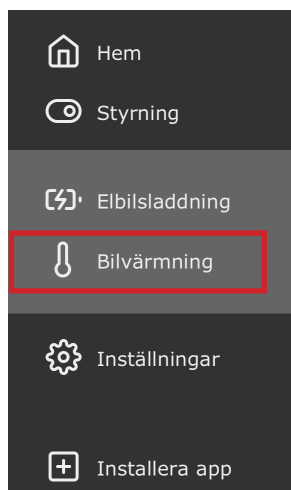 Hem
Styrning
Elbilsladdning
Bilvärmning
Inställningar
Installera app